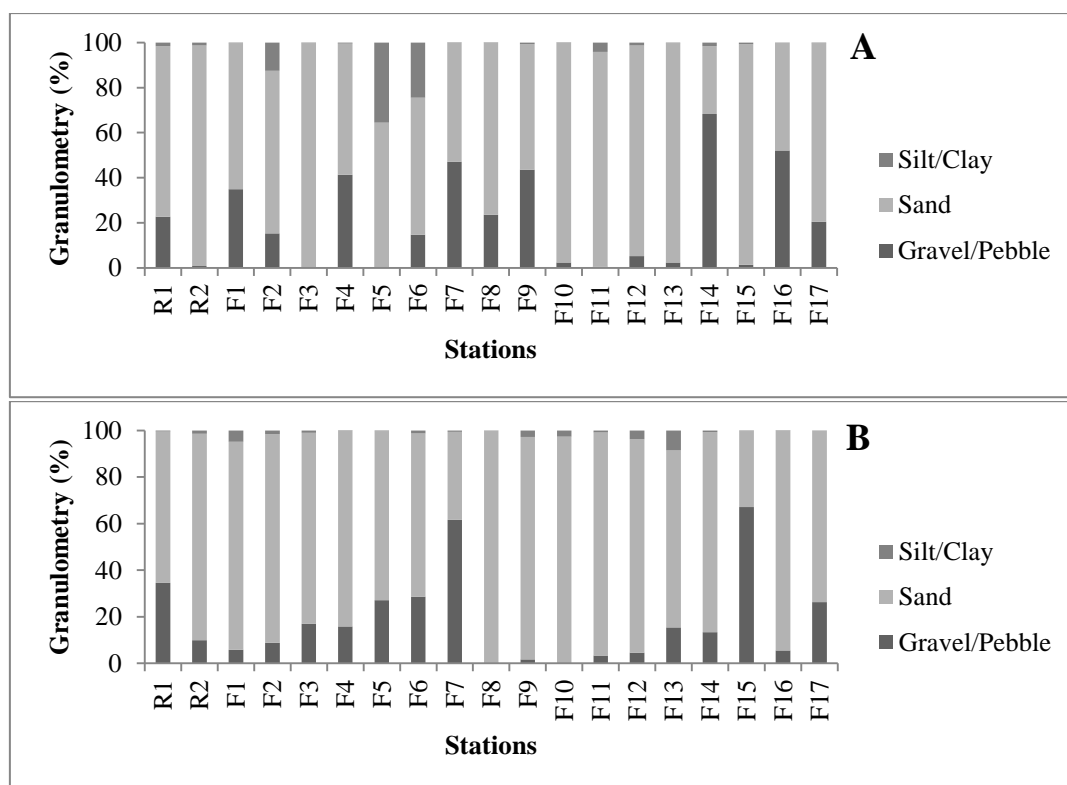 A
Granulometry (%)
100
80
60
40
20
0
R1 R2 F1 F2 F3 F4 F5 F6 F7 F8 F9 F10 F11 F12 F13 F14 F15 F16 F17
Stations
Silt/Clay
Sand
Gravel/Pebble
B
Granulometry (%)
100
80
60
40
20
0
R1 R2 F1 F2 F3 F4 F5 F6 F7 F8 F9 F10 F11 F12 F13 F14 F15 F16 F17
Stations
Silt/Clay
Sand
Gravel/Pebble